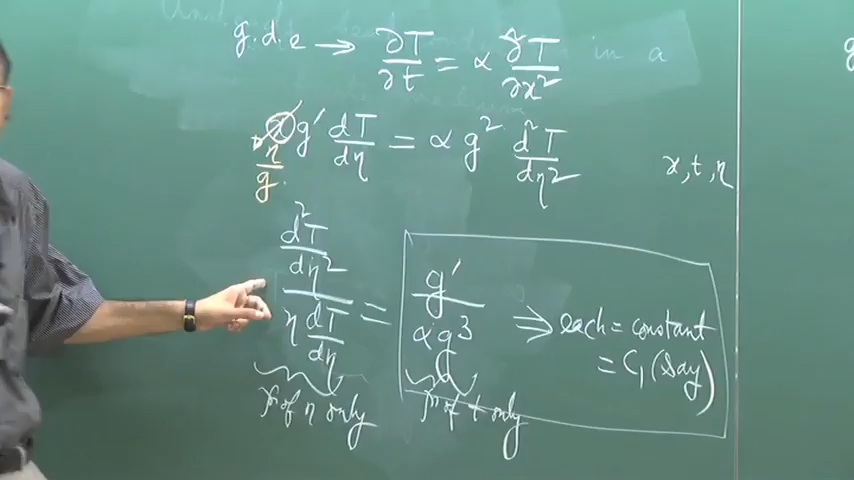 g.d.e → ∂T/∂t = α ∂²T/∂x²
in a
x g' dT/dη = α g² d²T/dη²
η/g.
x, t, η
(d²T/dη²)/(η dT/dη) = g'/(αg³) ⇒ each = constant
= C₁ (Say)
fn of η only fn of t only